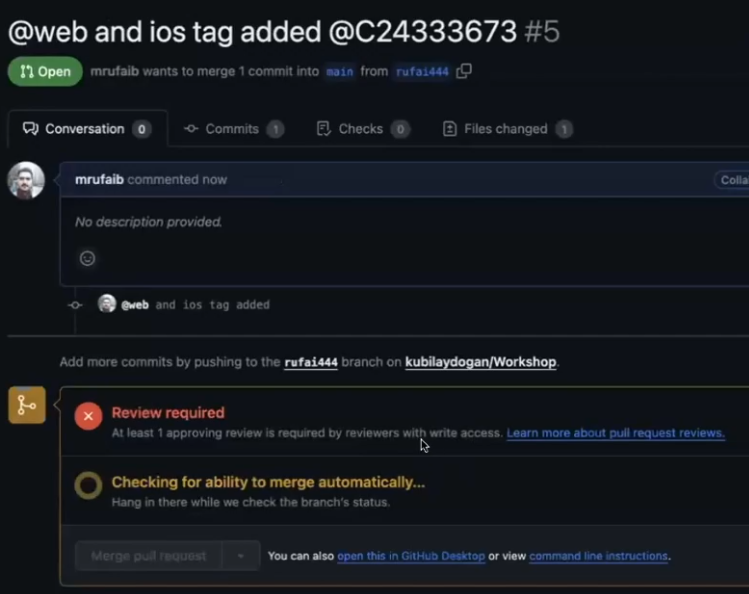 @web and ios tag added @C24333673 #5
Open mrufaib wants to merge 1 commit into main from rufai444
Conversation 0 Commits 1 Checks 0 Files changed 1
mrufaib commented now Colla
No description provided.
@web and ios tag added
Add more commits by pushing to the rufai444 branch on kubilaydogan/Workshop.
Review required
At least 1 approving review is required by reviewers with write access. Learn more about pull request reviews.
Checking for ability to merge automatically...
Hang in there while we check the branch's status.
Merge pull request You can also open this in GitHub Desktop or view command line instructions.